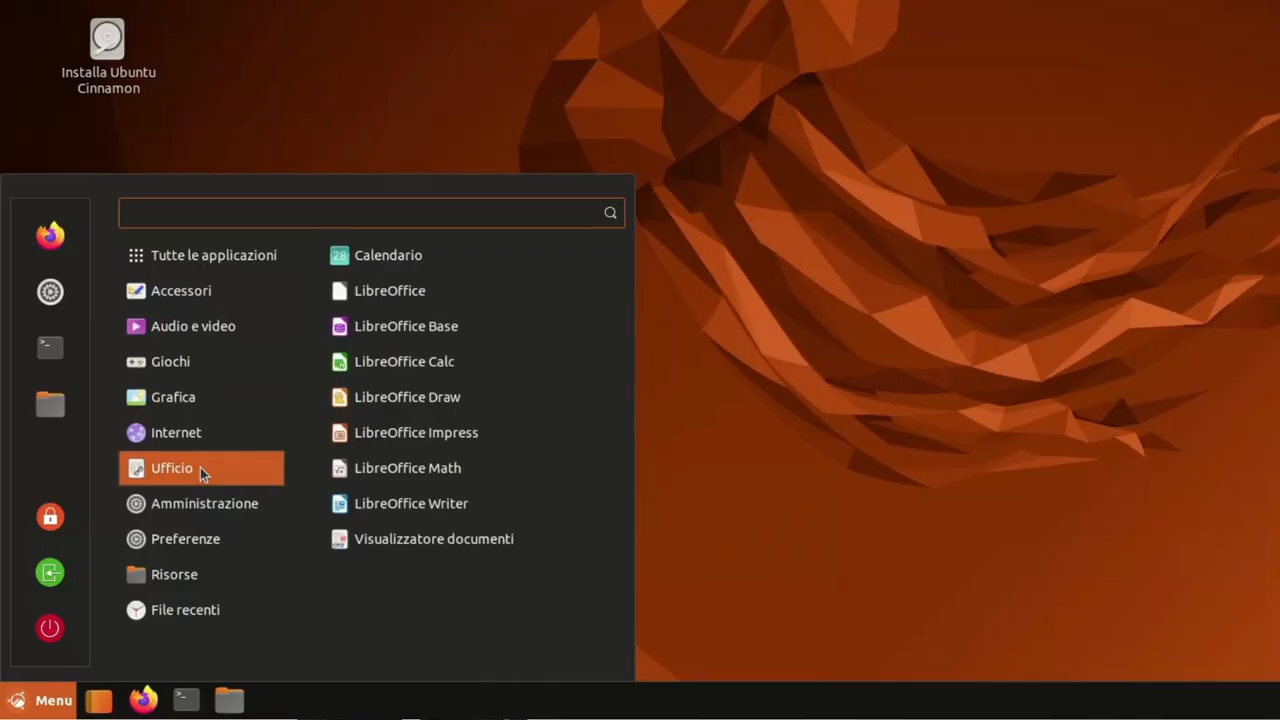 Installa Ubuntu
Cinnamon
Tutte le applicazioni
Accessori
Audio e video
Giochi
Grafica
Internet
Ufficio
Amministrazione
Preferenze
Risorse
File recenti
28 Calendario
LibreOffice
LibreOffice Base
LibreOffice Calc
LibreOffice Draw
LibreOffice Impress
LibreOffice Math
LibreOffice Writer
Visualizzatore documenti
Menu